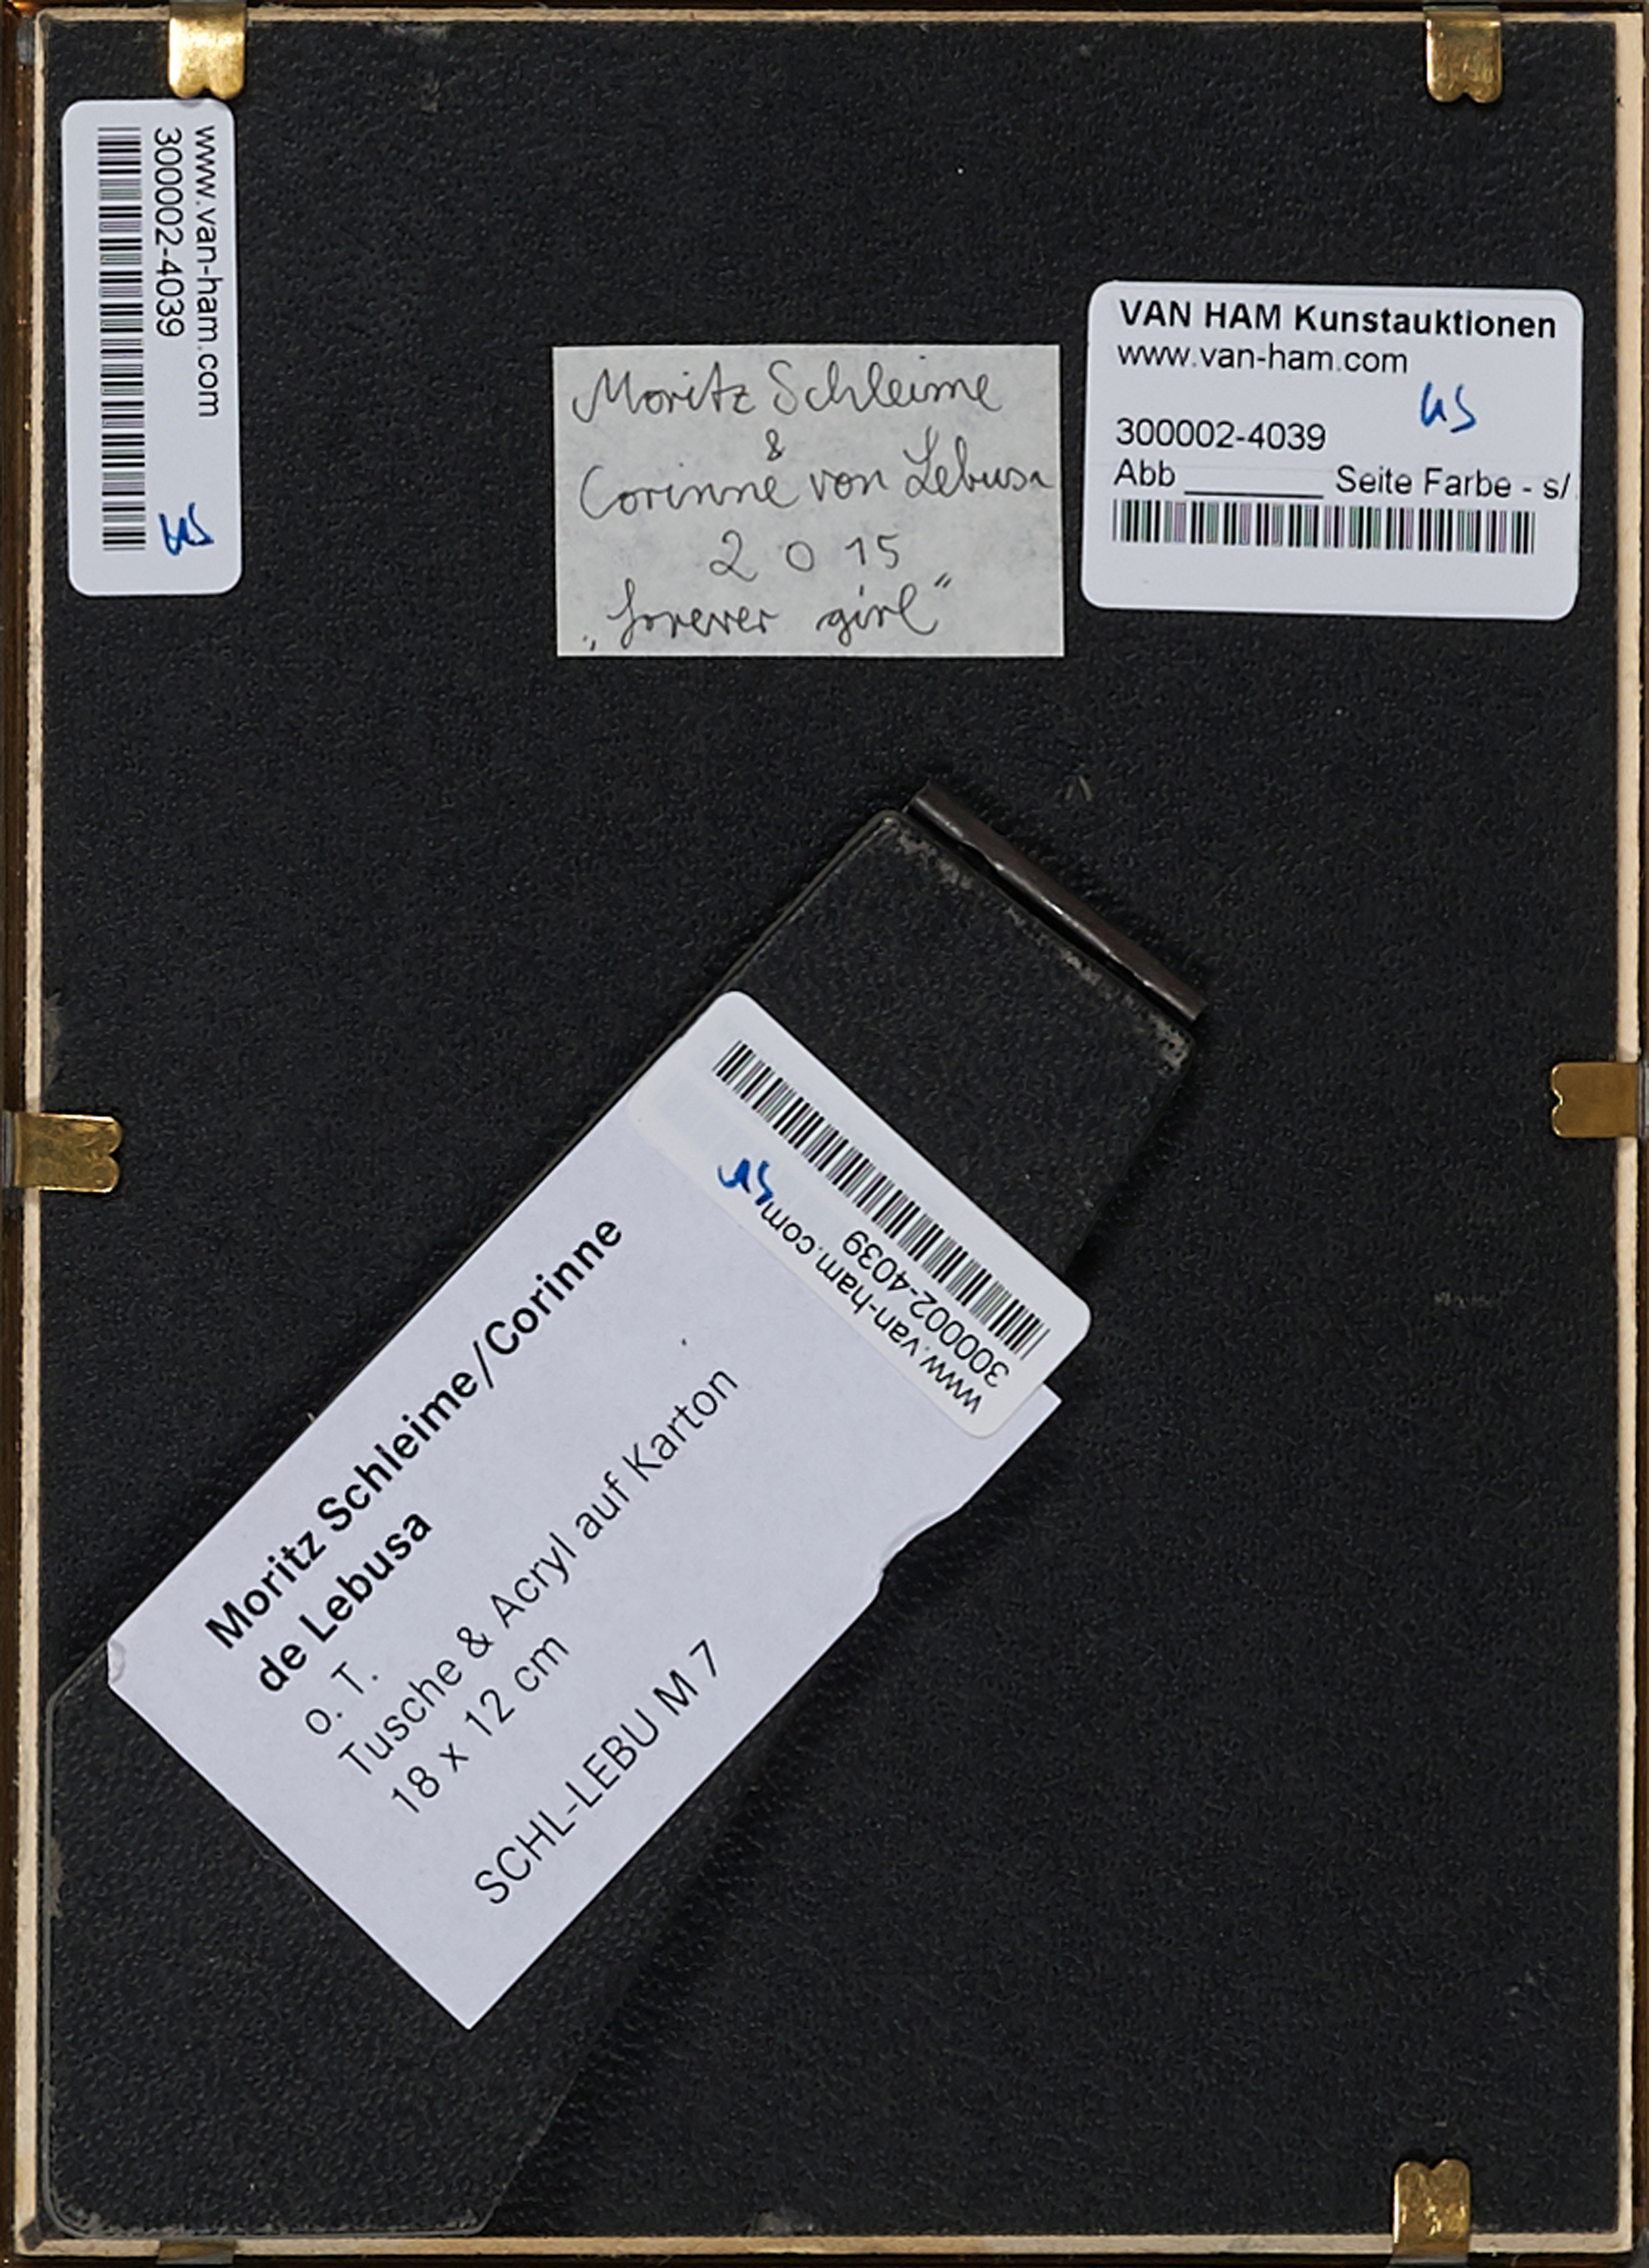 www.van-ham.com
300002-4039
us
Moritz Schleime
&
Corinne von Lebusa
2015
„forever girl“
VAN HAM Kunstauktionen
www.van-ham.com
us
300002-4039
Abb ________ Seite Farbe - s/
www.van-ham.com
300002-4039
us
Moritz Schleime/Corinne
de Lebusa
o. T.
Tusche & Acryl auf Karton
18 x 12 cm
SCHL-LEBU M 7